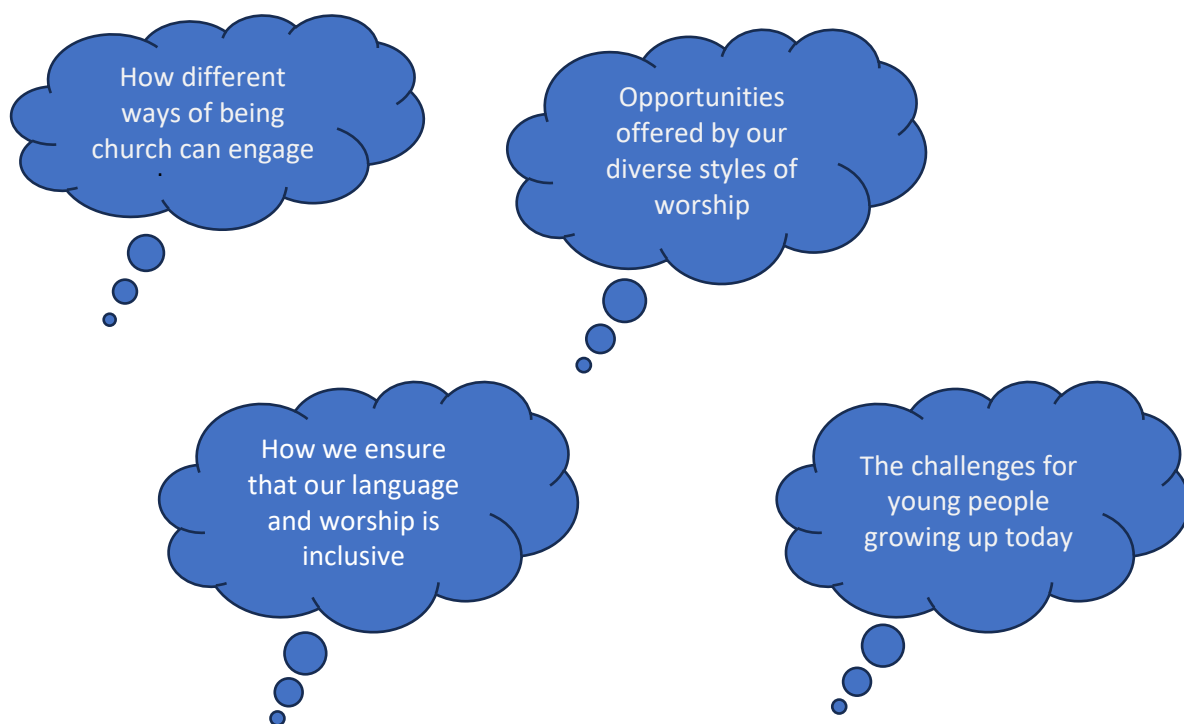 How different
ways of being
church can engage
.
Opportunities
offered by our
diverse styles of
worship
How we ensure
that our language
and worship is
inclusive
The challenges for
young people
growing up today